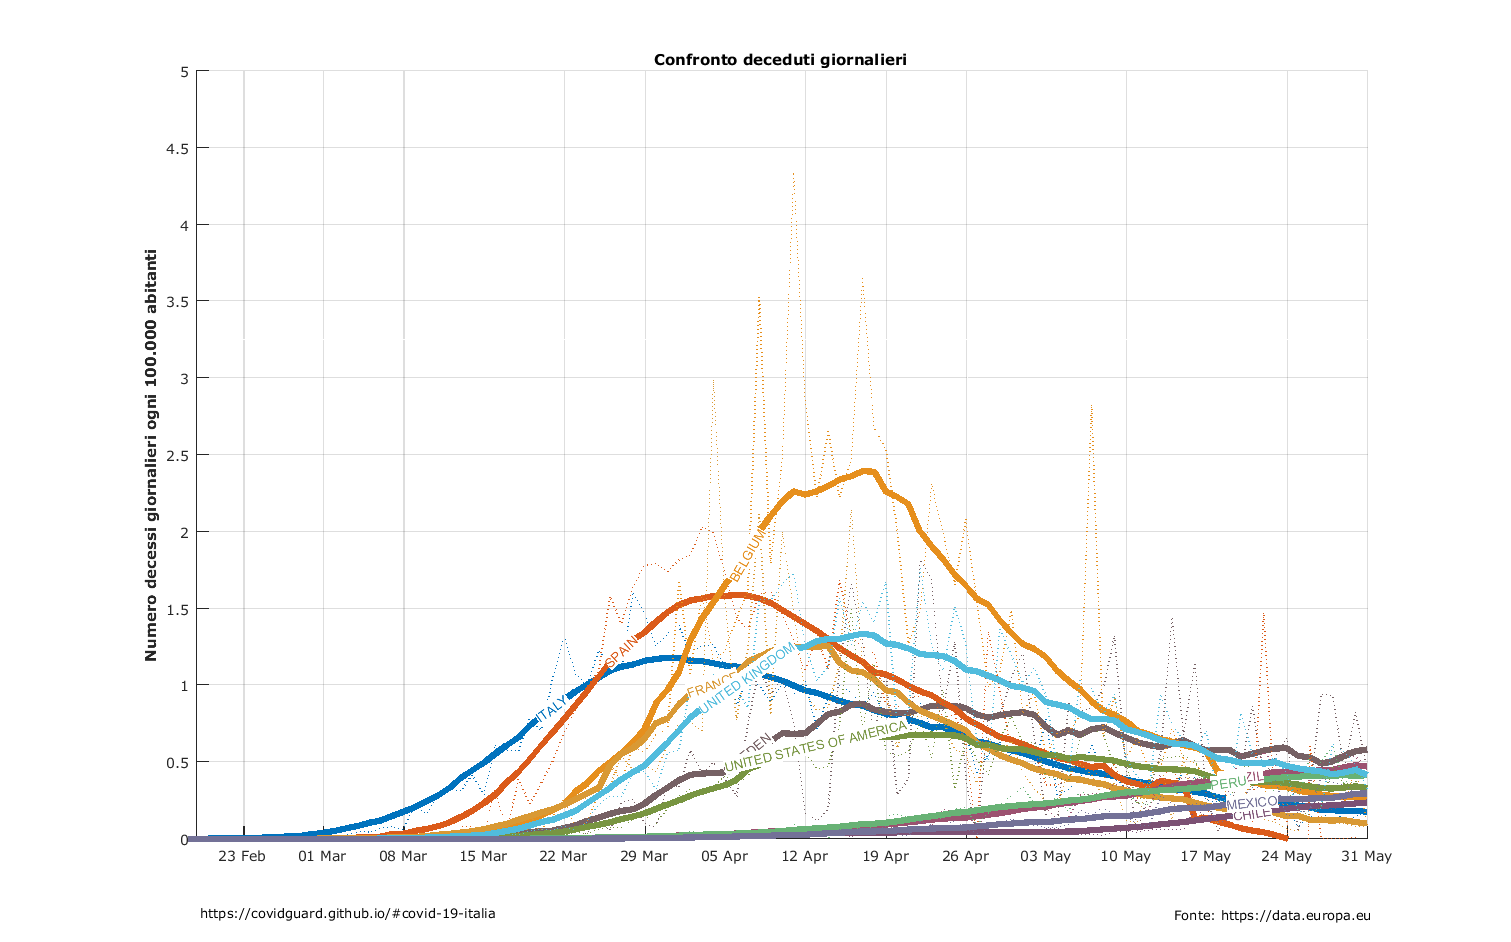 Confronto deceduti giornalieri
Numero decessi giornalieri ogni 100.000 abitanti
5
4.5
4
3.5
3
2.5
2
1.5
1
0.5
0
BELGIUM
SPAIN
ITALY
UNITED KINGDOM
UNITED STATES OF AMERICA
PERU
MEXICO
CHILE
23 Feb 01 Mar 08 Mar 15 Mar 22 Mar 29 Mar 05 Apr 12 Apr 19 Apr 26 Apr 03 May 10 May 17 May 24 May 31 May
https://covidguard.github.io/#covid-19-italia
Fonte: https://data.europa.eu